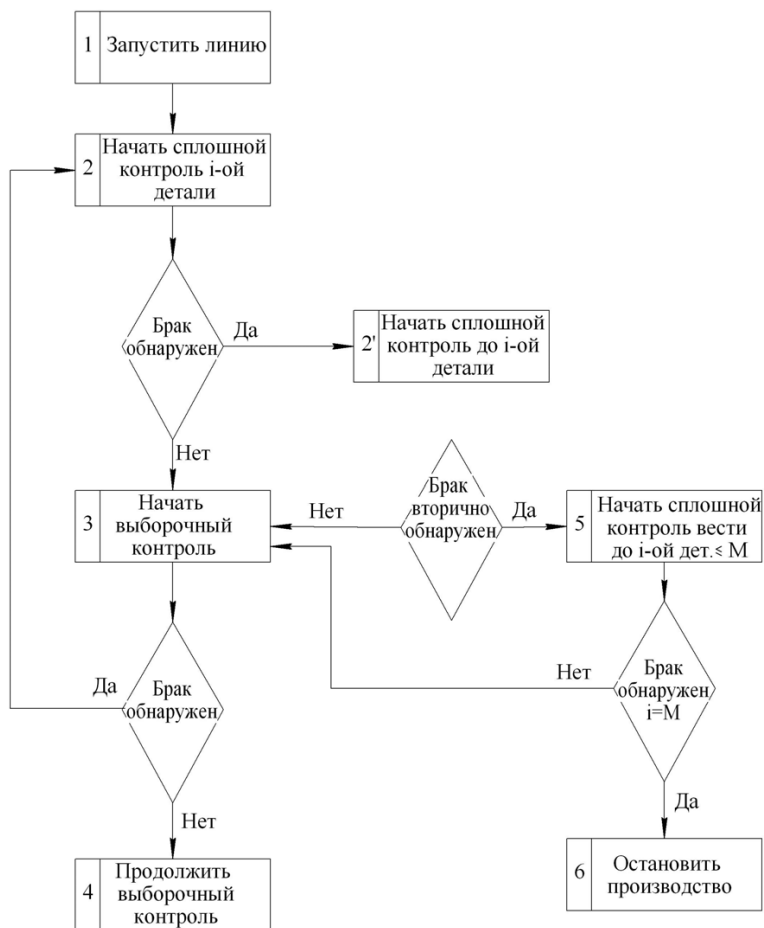 1 Запустить линию
2 Начать сплошной
контроль i-ой
детали
Брак
обнаружен
Да
2' Начать сплошной
контроль до i-ой
детали
Нет
3 Начать
выборочный
контроль
Нет
Брак
вторично
обнаружен
Да
5 Начать сплошной
контроль вести
до i-ой дет.≤ М
Да
Брак
обнаружен
Нет
Брак
обнаружен
i=М
Нет
Да
4 Продолжить
выборочный
контроль
6 Остановить
производство